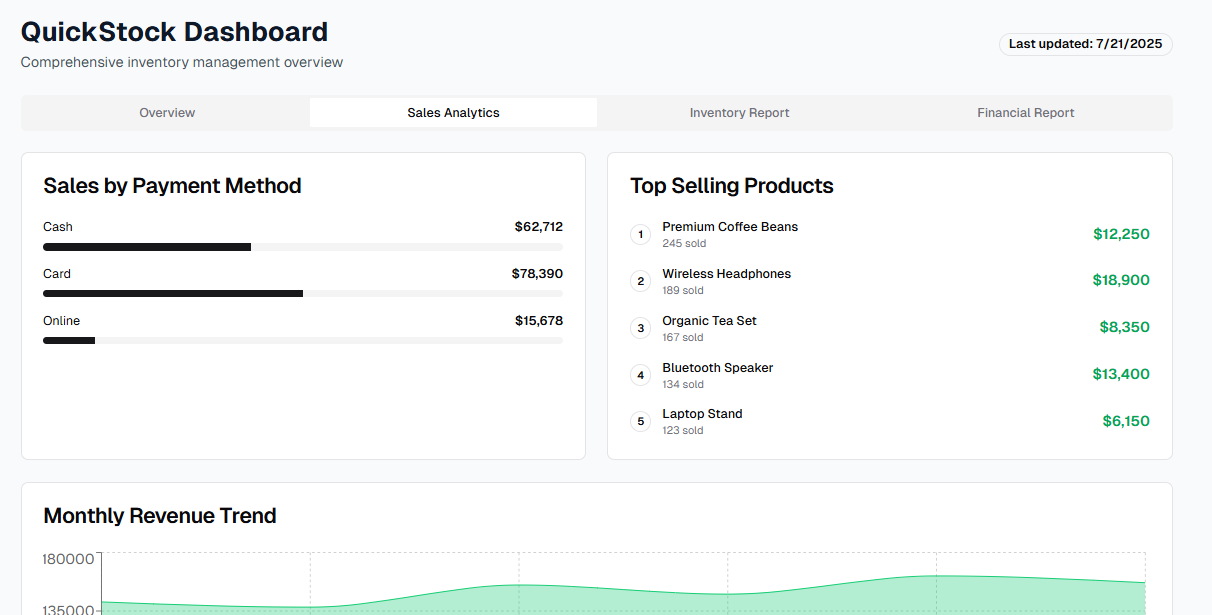 QuickStock Dashboard
Comprehensive inventory management overview
Last updated: 7/21/2025
Overview
Sales Analytics
Inventory Report
Financial Report
Sales by Payment Method
Cash $62,712
Card $78,390
Online $15,678
Top Selling Products
1 Premium Coffee Beans $12,250
245 sold
2 Wireless Headphones $18,900
189 sold
3 Organic Tea Set $8,350
167 sold
4 Bluetooth Speaker $13,400
134 sold
5 Laptop Stand $6,150
123 sold
Monthly Revenue Trend
180000
135000